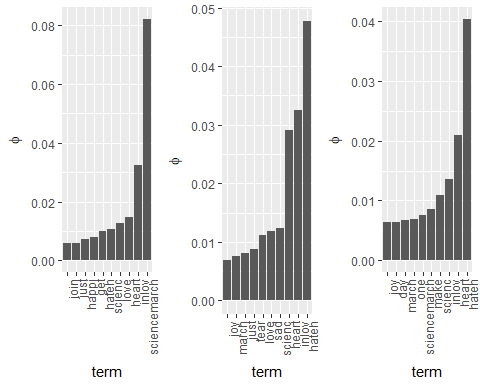 0.08
0.06
0.04
0.02
0.00
ϕ
join
just
happi
get
hateh
scienc
love
heart
inlov
sciencemarch
term
0.05
0.04
0.03
0.02
0.01
0.00
ϕ
joy
march
just
fear
love
sad
scienc
heart
inlov
hateh
term
0.04
0.03
0.02
0.01
0.00
ϕ
joy
day
march
one
sciencemarch
make
scienc
inlov
heart
hateh
term